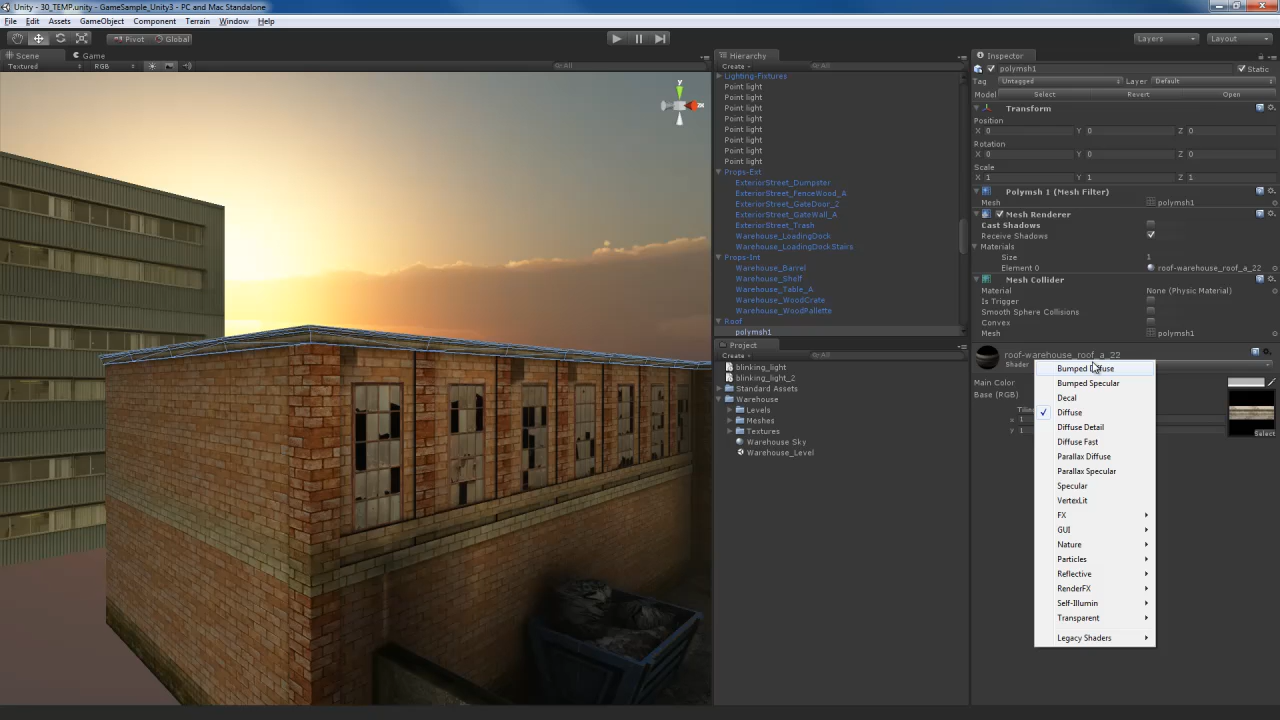 Unity - 30_TEMP.unity - GameSample_Unity3 - PC and Mac Standalone
File Edit Assets GameObject Component Terrain Window Help
Pivot Global Layers Layout
Scene Game
Textured RGB All
y
Hierarchy
Create All
Lighting-Fixtures
Point light
Point light
Point light
Point light
Point light
Point light
Point light
Point light
Props-Ext
ExteriorStreet_Dumpster
ExteriorStreet_FenceWood_A
ExteriorStreet_GateDoor_2
ExteriorStreet_GateWall_A
ExteriorStreet_Trash
Warehouse_LoadingDock
Warehouse_LoadingDockStairs
Props-Int
Warehouse_Barrel
Warehouse_Shelf
Warehouse_Table_A
Warehouse_WoodCrate
Warehouse_WoodPallette
Roof
polymsh1
Project
Create All
blinking_light
blinking_light_2
Standard Assets
Warehouse
Levels
Meshes
Textures
Warehouse Sky
Warehouse_Level
Inspector
polymsh1 Static
Tag Untagged Layer Default
Model Select Revert Open
Transform
Position
X 0 Y 0 Z 0
Rotation
X 0 Y 0 Z 0
Scale
X 1 Y 1 Z 1
Polymsh 1 (Mesh Filter)
Mesh polymsh1
Mesh Renderer
Cast Shadows
Receive Shadows
Materials
Size 1
Element 0 roof-warehouse_roof_a_22
Mesh Collider
Material None (Physic Material)
Is Trigger
Smooth Sphere Collisions
Convex
Mesh polymsh1
roof-warehouse_roof_a_22
Shader
Main Color
Base (RGB)
x 1
y 1
Select
Bumped Diffuse
Bumped Specular
Decal
Diffuse
Diffuse Detail
Diffuse Fast
Parallax Diffuse
Parallax Specular
Specular
VertexLit
FX
GUI
Nature
Particles
Reflective
RenderFX
Self-Illumin
Transparent
Legacy Shaders